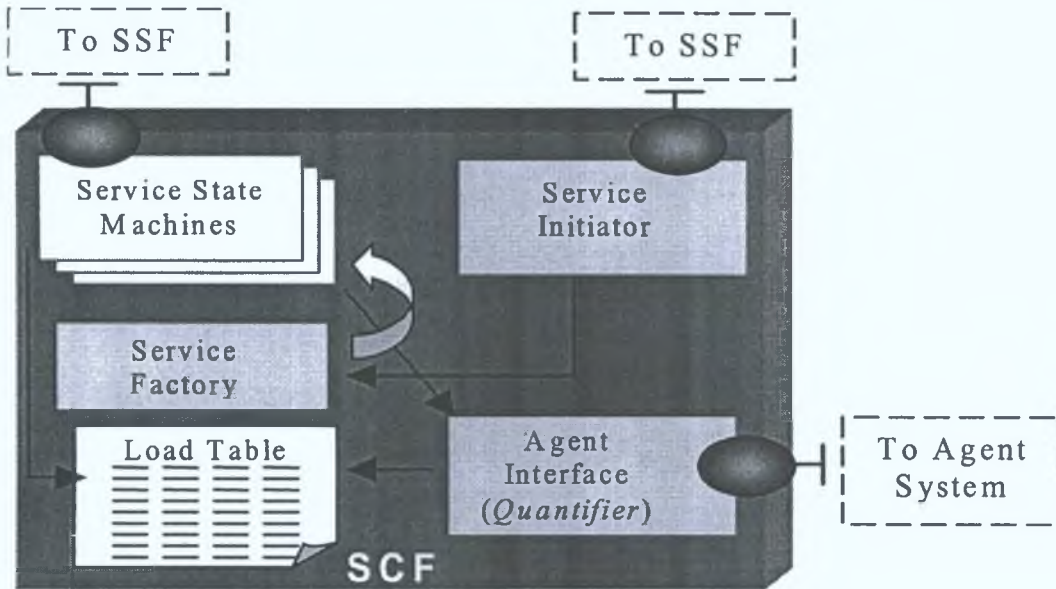 To SSF
To SSF
Service State
Machines
Service
Initiator
Service
Factory
Load Table
Agent
Interface
(Quantifier)
To Agent
System
SCF